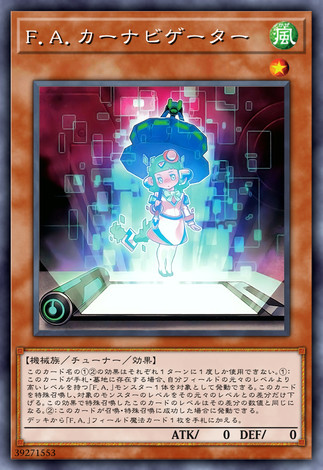 F.A.カーナビゲーター
風
【機械族／チューナー／効果】
このカード名の①②の効果はそれぞれ１ターンに１度しか使用できない。①：
このカードが手札・墓地に存在する場合、自分フィールドの元々のレベルより
高いレベルを持つ「F.A.」モンスター１体を対象として発動できる。このカード
を特殊召喚し、対象のモンスターのレベルをその元々のレベルとの差分だけ下
げる。この効果で特殊召喚したこのカードのレベルはその差分の数値と同じに
なる。②：このカードが召喚・特殊召喚に成功した場合に発動できる。
デッキから「F.A.」フィールド魔法カード１枚を手札に加える。
ATK/ 0 DEF/ 0
39271553